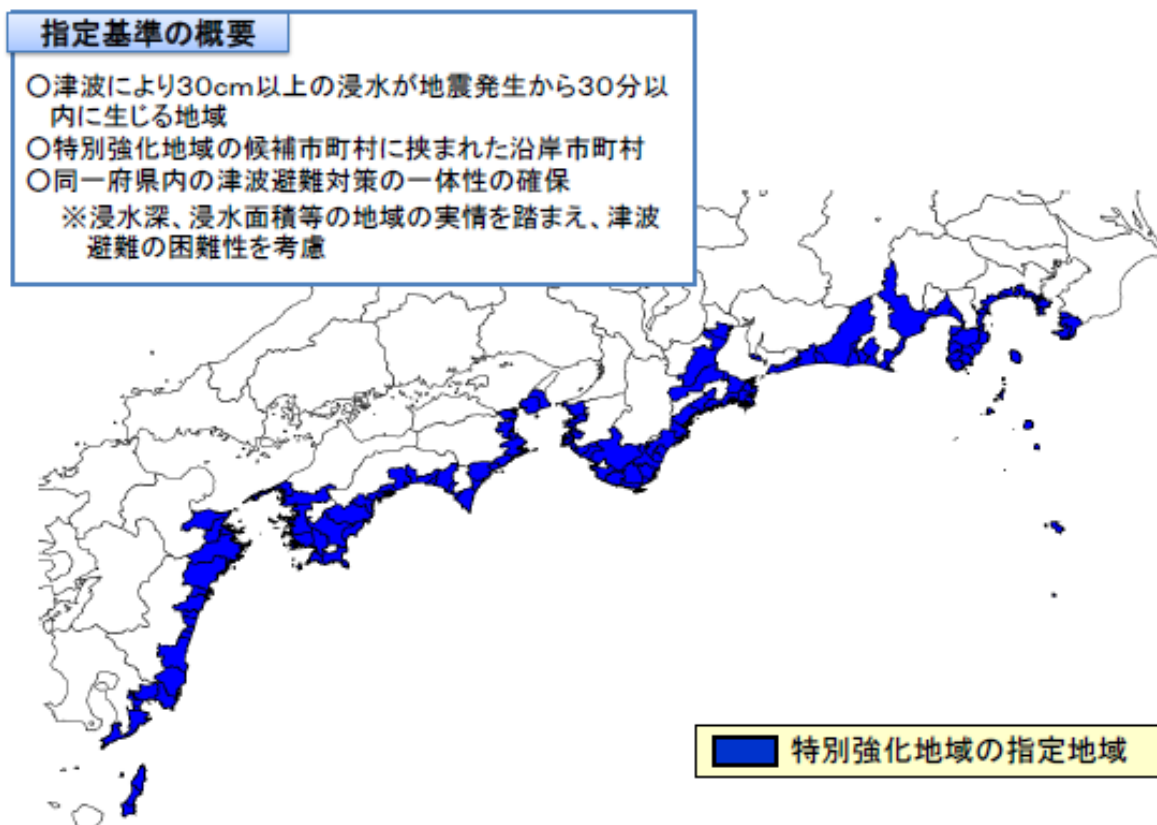 指定基準の概要
○津波により30cm以上の浸水が地震発生から30分以
内に生じる地域
○特別強化地域の候補市町村に挟まれた沿岸市町村
○同一府県内の津波避難対策の一体性の確保
※浸水深、浸水面積等の地域の実情を踏まえ、津波
避難の困難性を考慮
特別強化地域の指定地域